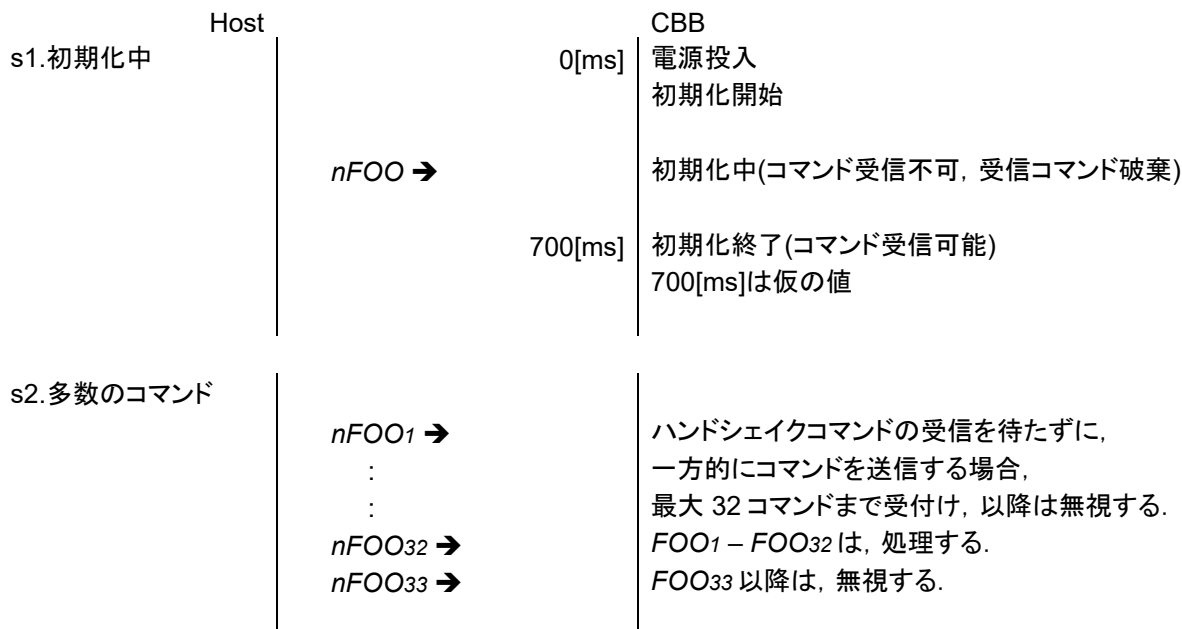 Host CBB
s1.初期化中 0[ms] 電源投入
初期化開始
nFOO ➔ 初期化中(コマンド受信不可, 受信コマンド破棄)
700[ms] 初期化終了(コマンド受信可能)
700[ms]は仮の値
s2.多数のコマンド
nFOO1 ➔ ハンドシェイクコマンドの受信を待たずに,
: 一方的にコマンドを送信する場合,
: 最大 32 コマンドまで受付け, 以降は無視する.
nFOO32 ➔ FOO1 – FOO32 は, 処理する.
nFOO33 ➔ FOO33 以降は, 無視する.